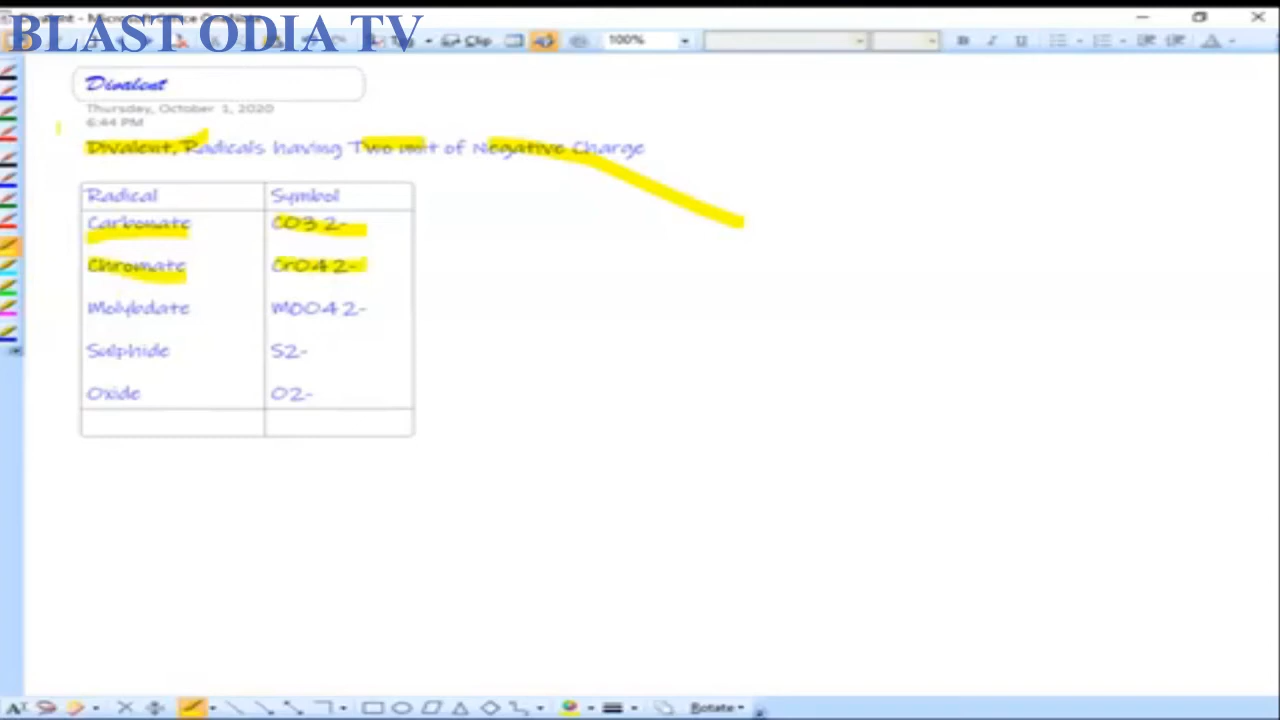 BLAST ODIA TV
Clip 100%
Divalent
Thursday, October 1, 2020
6:44 PM
Divalent, Radicals having Two unit of Negative Charge
Radical Symbol
Carbonate CO3 2-
Chromate CrO4 2-
Molybdate MOO4 2-
Sulphide S2-
Oxide O2-
Rotate